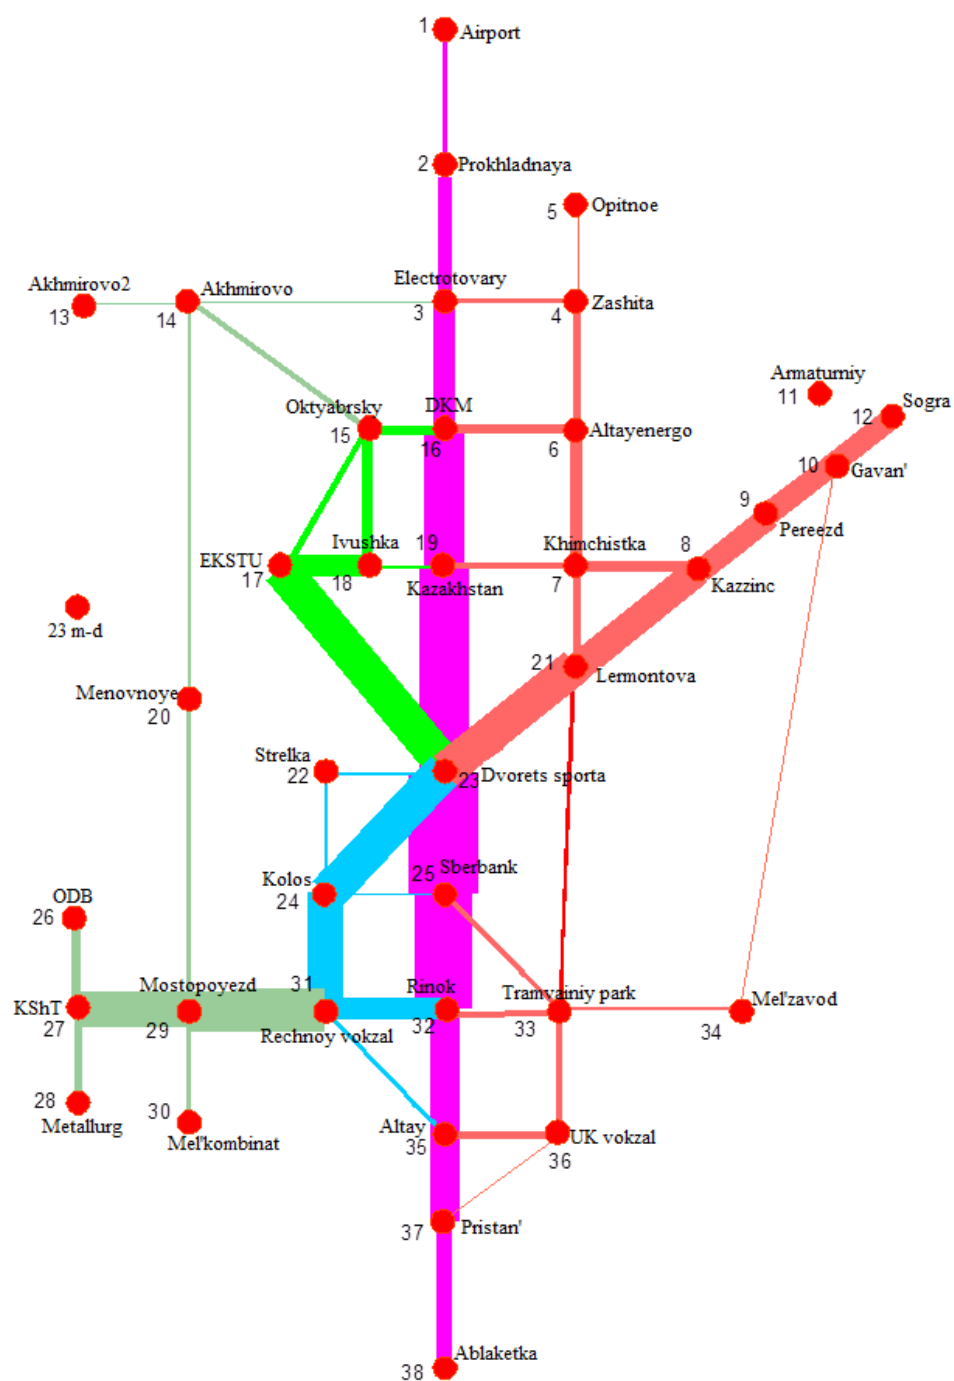 1 Airport
2 Prokhladnaya
5 Opitnoe
Akhmirovo2 Akhmirovo Electrotovary
Zashita
13 14 3 4
Armaturniy
11
Sogra
12
Oktyabrsky DKM
15 16 Altayenergo
6
10 Gavan'
9 Pereezd
EKSTU Ivushka 19 Khimchistka 8
17 18 Kazakhstan 7 Kazzinc
23 m-d
21 Lermontova
Menovnoye
20
Strelka
22 23 Dvorets sporta
Kolos 25 Sberbank
24
ODB
26
KShT Mostopoyezd 31 Rinok Tramvainiy park Mel'zavod
27 29 Rechnoy vokzal 32 33 34
28 30
Metallurg Mel'kombinat
Altay UK vokzal
35 36
37 Pristan'
38 Ablaketka